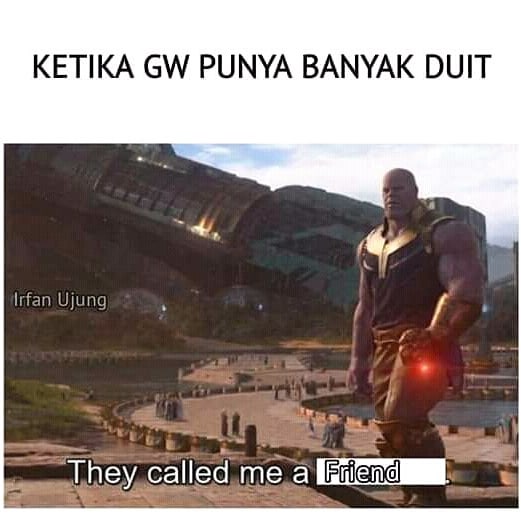 KETIKA GW PUNYA BANYAK DUIT
Irfan Ujung
They called me a Friend.